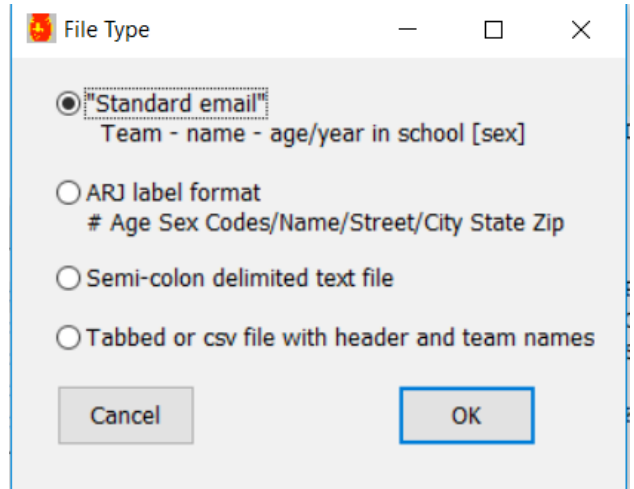 File Type
"Standard email"
Team - name - age/year in school [sex]
ARJ label format
# Age Sex Codes/Name/Street/City State Zip
Semi-colon delimited text file
Tabbed or csv file with header and team names
Cancel OK